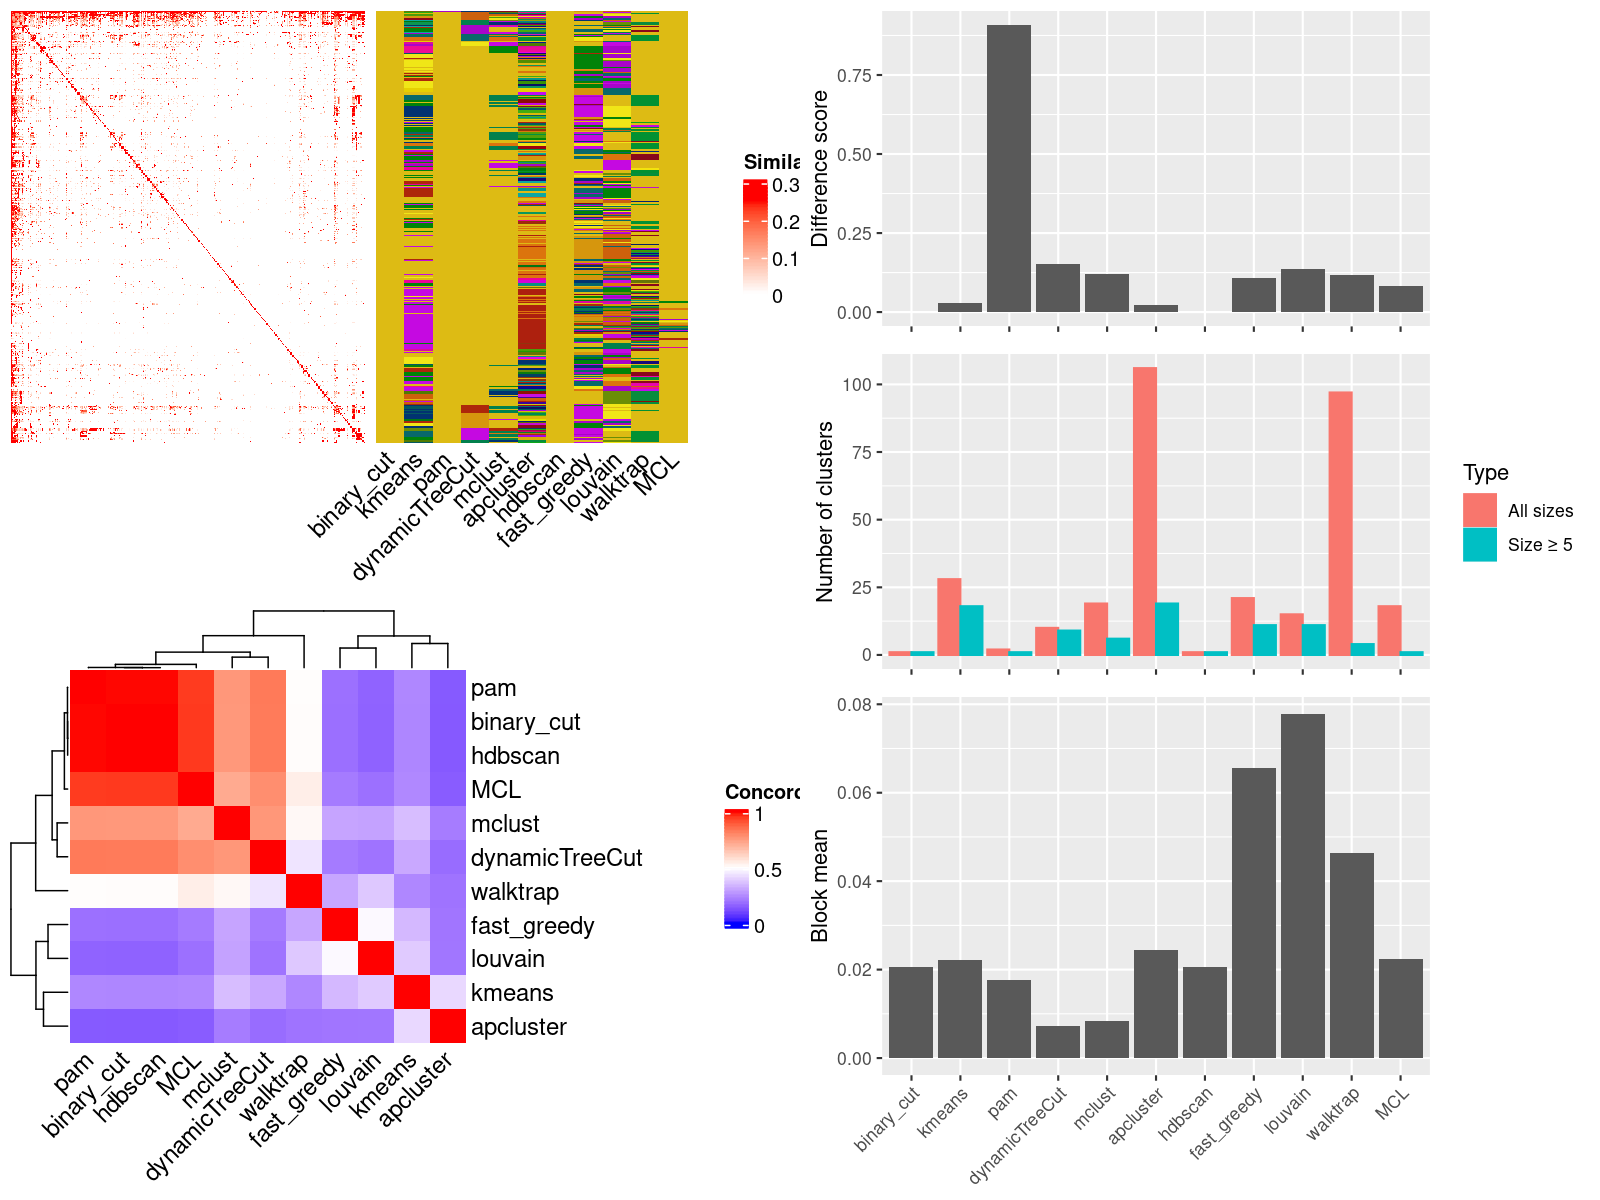 Simila
0.3
0.2
0.1
0
binary_cut
kmeans
pam
dynamicTreeCut
mclust
apcluster
hdbscan
fast_greedy
louvain
walktrap
MCL
pam
binary_cut
hdbscan
MCL
mclust
dynamicTreeCut
walktrap
fast_greedy
louvain
kmeans
apcluster
Concord
1
0.5
0
pam
binary_cut
hdbscan
MCL
mclust
dynamicTreeCut
walktrap
fast_greedy
louvain
kmeans
apcluster
Difference score
0.75
0.50
0.25
0.00
Number of clusters
100
75
50
25
0
Type
All sizes
Size ≥ 5
Block mean
0.08
0.06
0.04
0.02
0.00
binary_cut
kmeans
pam
dynamicTreeCut
mclust
apcluster
hdbscan
fast_greedy
louvain
walktrap
MCL